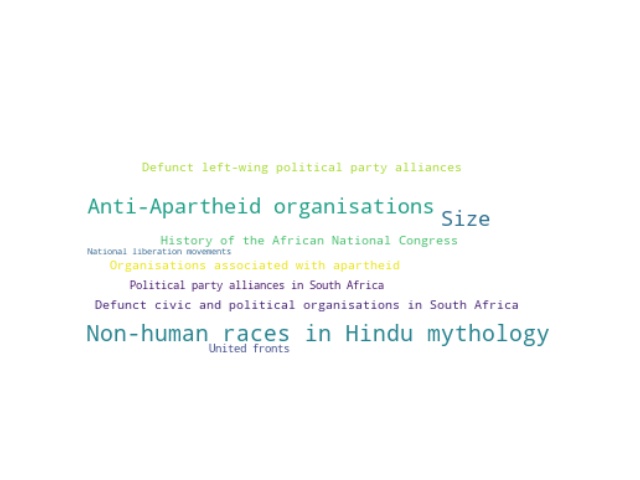 Defunct left-wing political party alliances
Anti-Apartheid organisations
Size
History of the African National Congress
National liberation movements
Organisations associated with apartheid
Political party alliances in South Africa
Defunct civic and political organisations in South Africa
Non-human races in Hindu mythology
United fronts